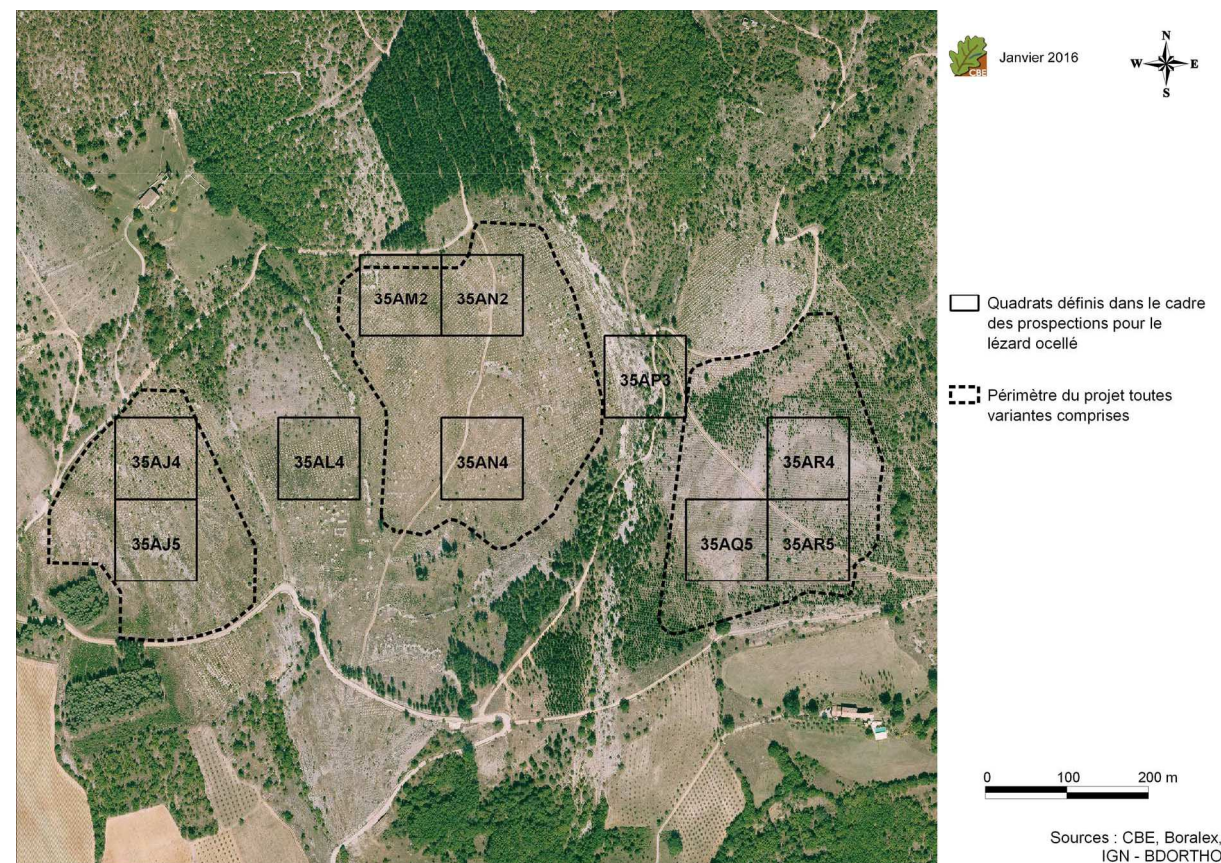 CBE
Janvier 2016
N
W E
S
35AM2 35AN2
35AP3
35AJ4 35AL4 35AN4 35AR4
35AJ5 35AQ5 35AR5
Quadrats définis dans le cadre
des prospections pour le
lézard ocellé
Périmètre du projet toutes
variantes comprises
0 100 200 m
Sources : CBE, Boralex,
IGN - BDORTHO